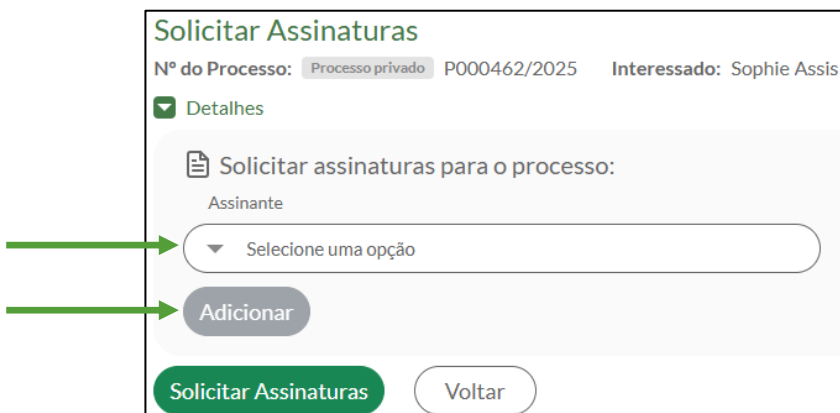 Solicitar Assinaturas
Nº do Processo: Processo privado P000462/2025 Interessado: Sophie Assis
Detalhes
Solicitar assinaturas para o processo:
Assinante
Selecione uma opção
Adicionar
Solicitar Assinaturas Voltar